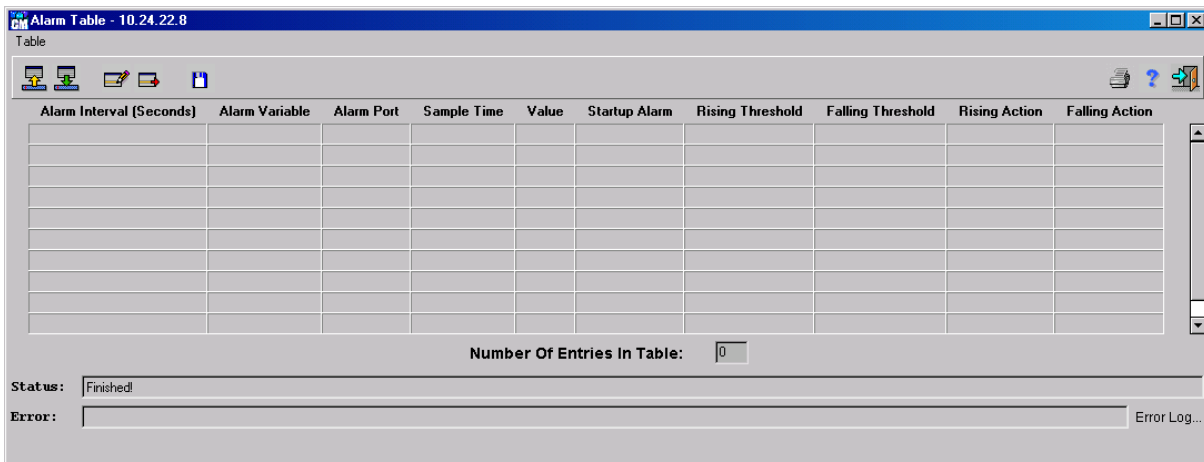 GM Alarm Table - 10.24.22.8
Table
?
Alarm Interval (Seconds) Alarm Variable Alarm Port Sample Time Value Startup Alarm Rising Threshold Falling Threshold Rising Action Falling Action
Number Of Entries In Table: 0
Status: Finished!
Error: Error Log...